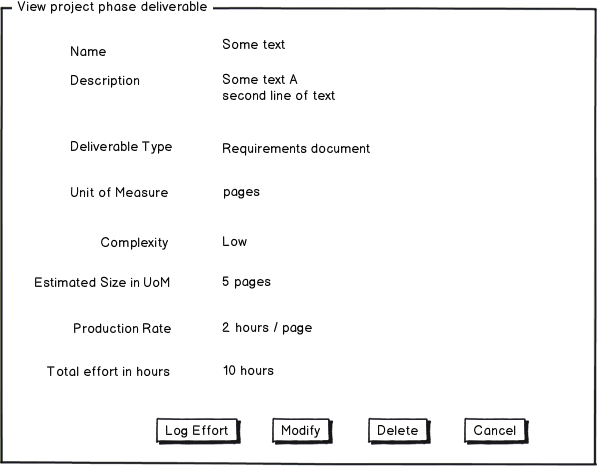 View project phase deliverable
Name Some text
Description Some text A
second line of text
Deliverable Type Requirements document
Unit of Measure pages
Complexity Low
Estimated Size in UoM 5 pages
Production Rate 2 hours / page
Total effort in hours 10 hours
Log Effort Modify Delete Cancel